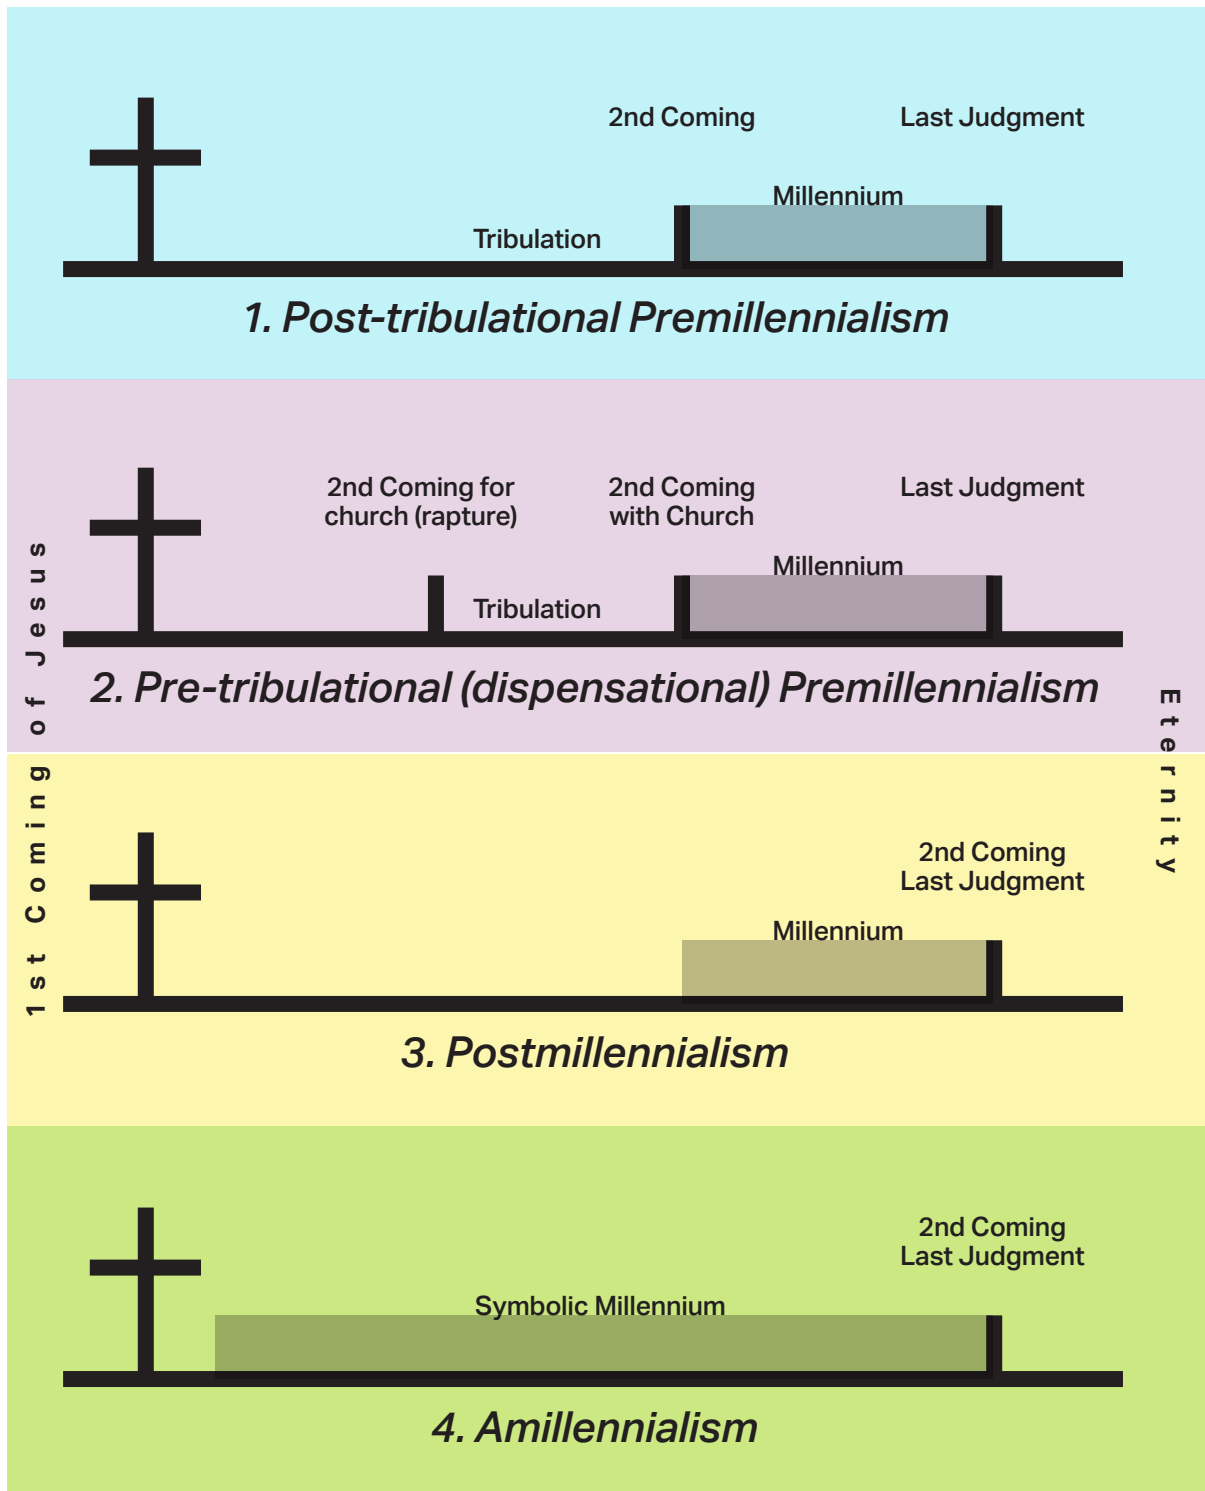 2nd Coming
Last Judgment
Millennium
Tribulation
1. Post-tribulational Premillennialism
2nd Coming for
church (rapture)
2nd Coming
with Church
Last Judgment
Millennium
Tribulation
2. Pre-tribulational (dispensational) Premillennialism
1st Coming of Jesus
Eternity
2nd Coming
Last Judgment
Millennium
3. Postmillennialism
2nd Coming
Last Judgment
Symbolic Millennium
4. Amillennialism